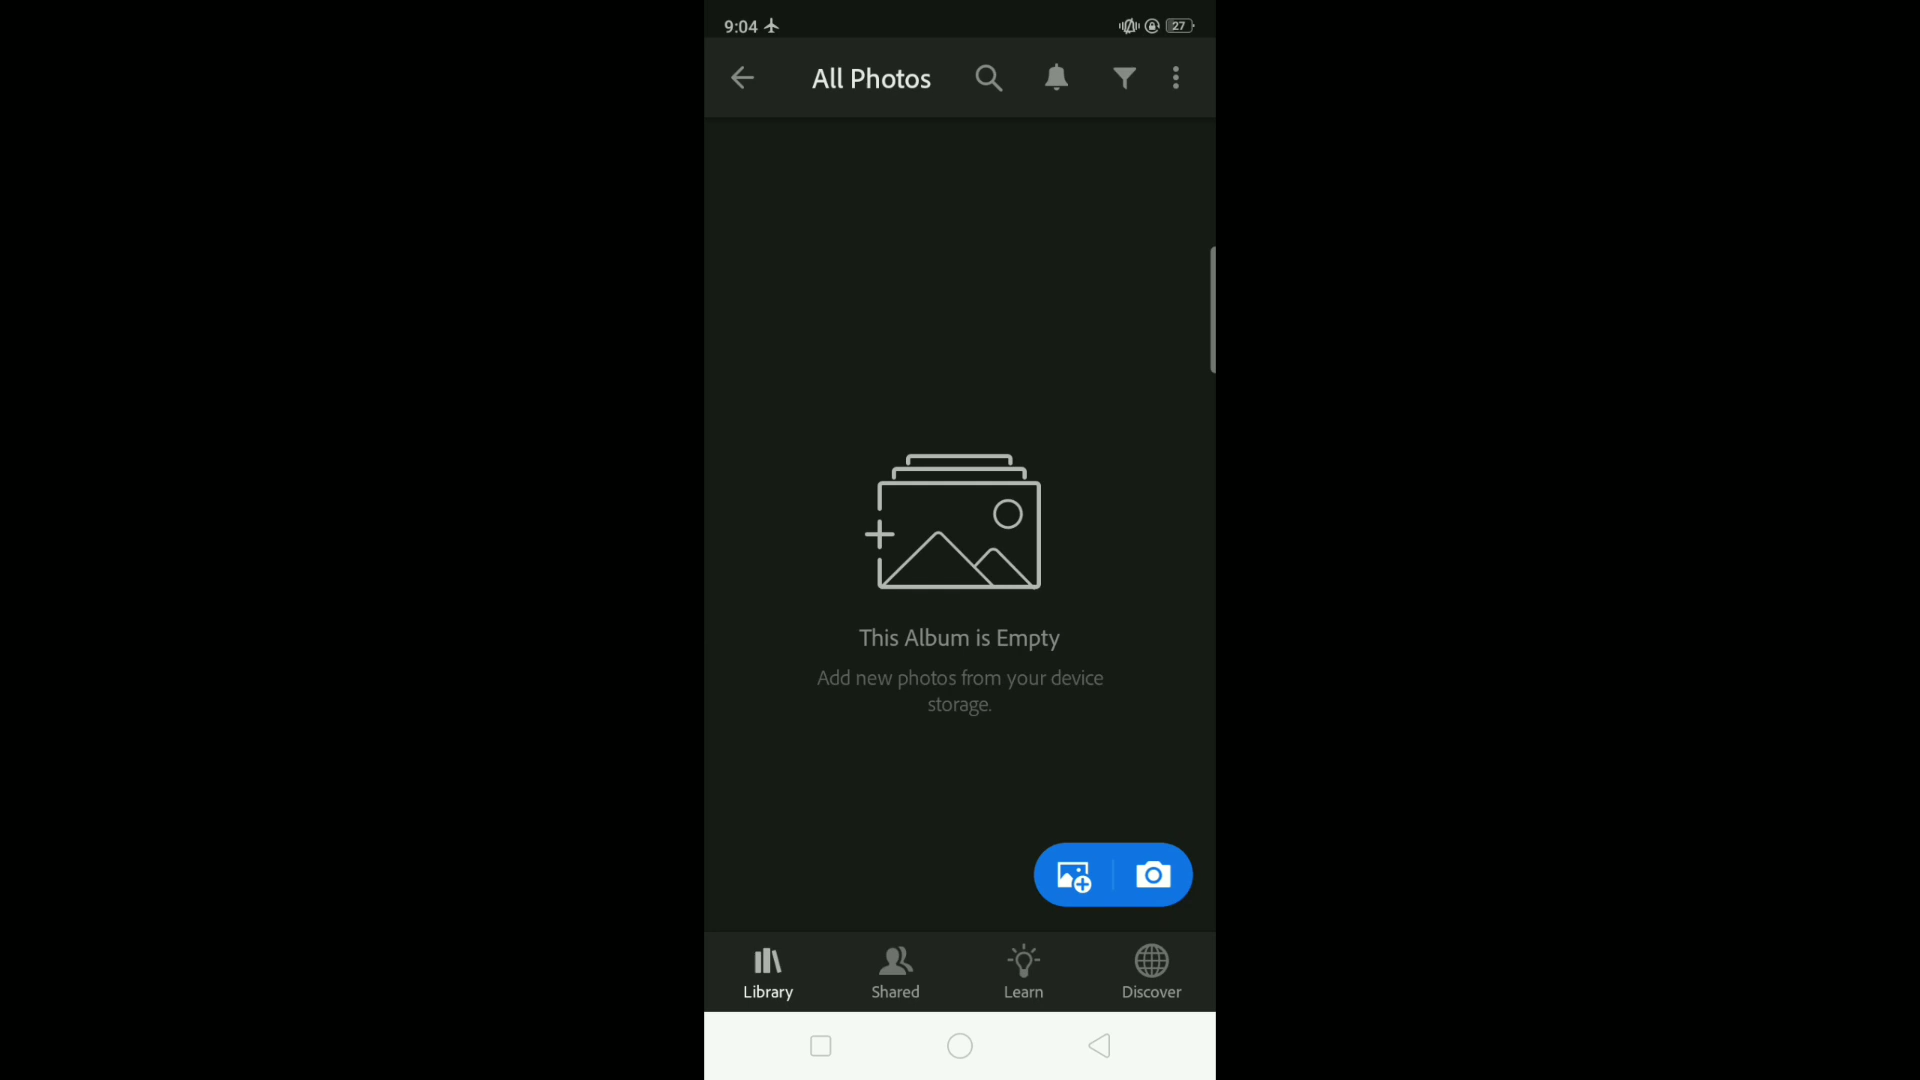 9:04
27
All Photos
This Album is Empty
Add new photos from your device
storage.
Library
Shared
Learn
Discover